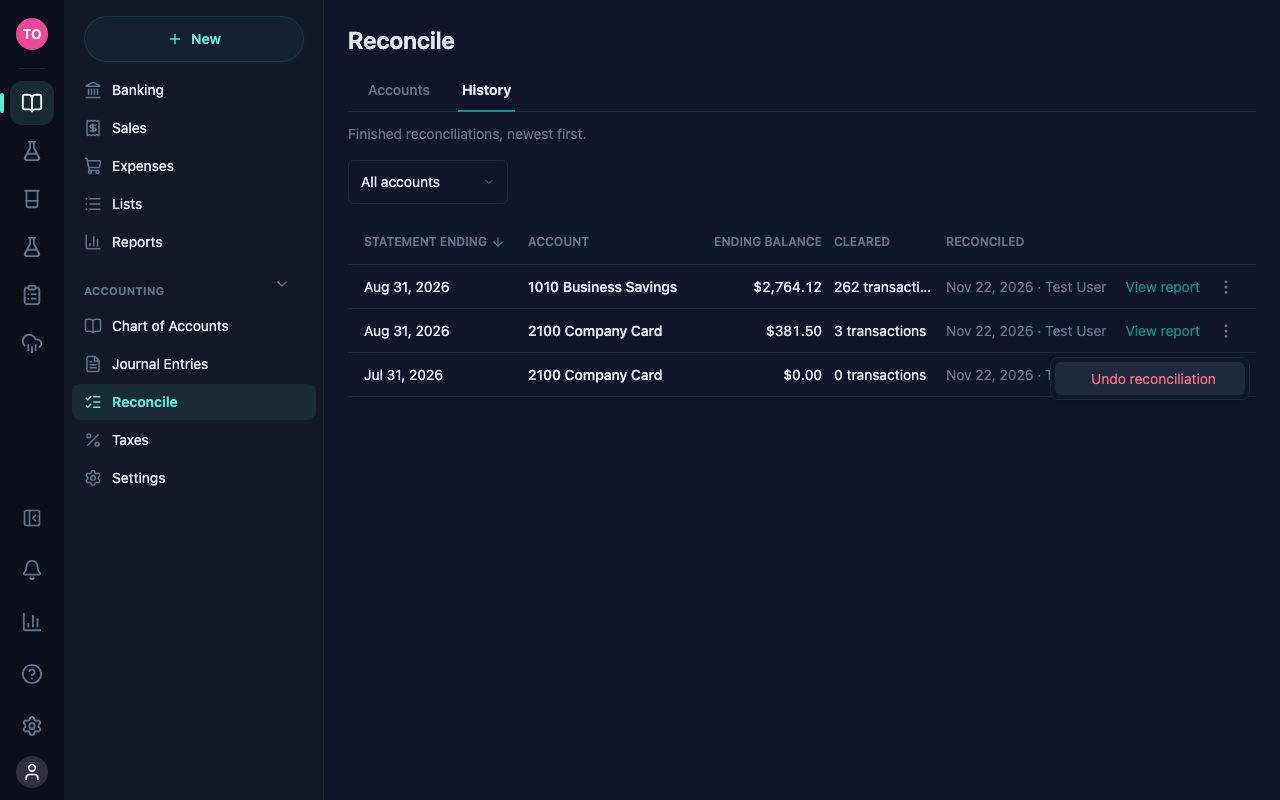 TO
New
Banking
Sales
Expenses
Lists
Reports
ACCOUNTING
Chart of Accounts
Journal Entries
Reconcile
Taxes
Settings
Reconcile
Accounts History
Finished reconciliations, newest first.
All accounts
STATEMENT ENDING ACCOUNT ENDING BALANCE CLEARED RECONCILED
Aug 31, 2026 1010 Business Savings $2,764.12 262 transacti... Nov 22, 2026 · Test User View report
Aug 31, 2026 2100 Company Card $381.50 3 transactions Nov 22, 2026 · Test User View report
Jul 31, 2026 2100 Company Card $0.00 0 transactions Nov 22, 2026 ·
Undo reconciliation